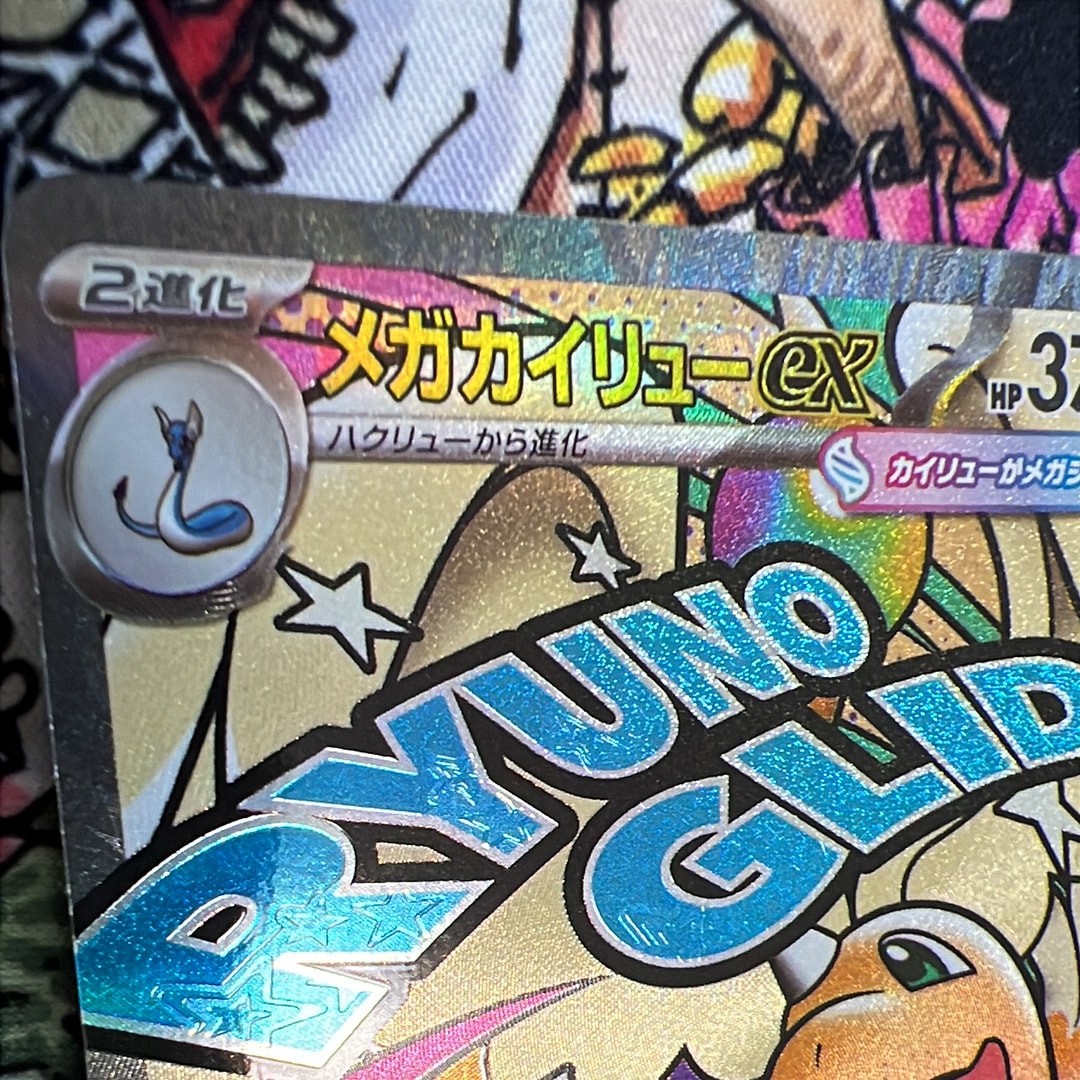 2進化
メガカイリューex
HP 37
ハクリューから進化
カイリューがメガシ
RYUNO
GLID